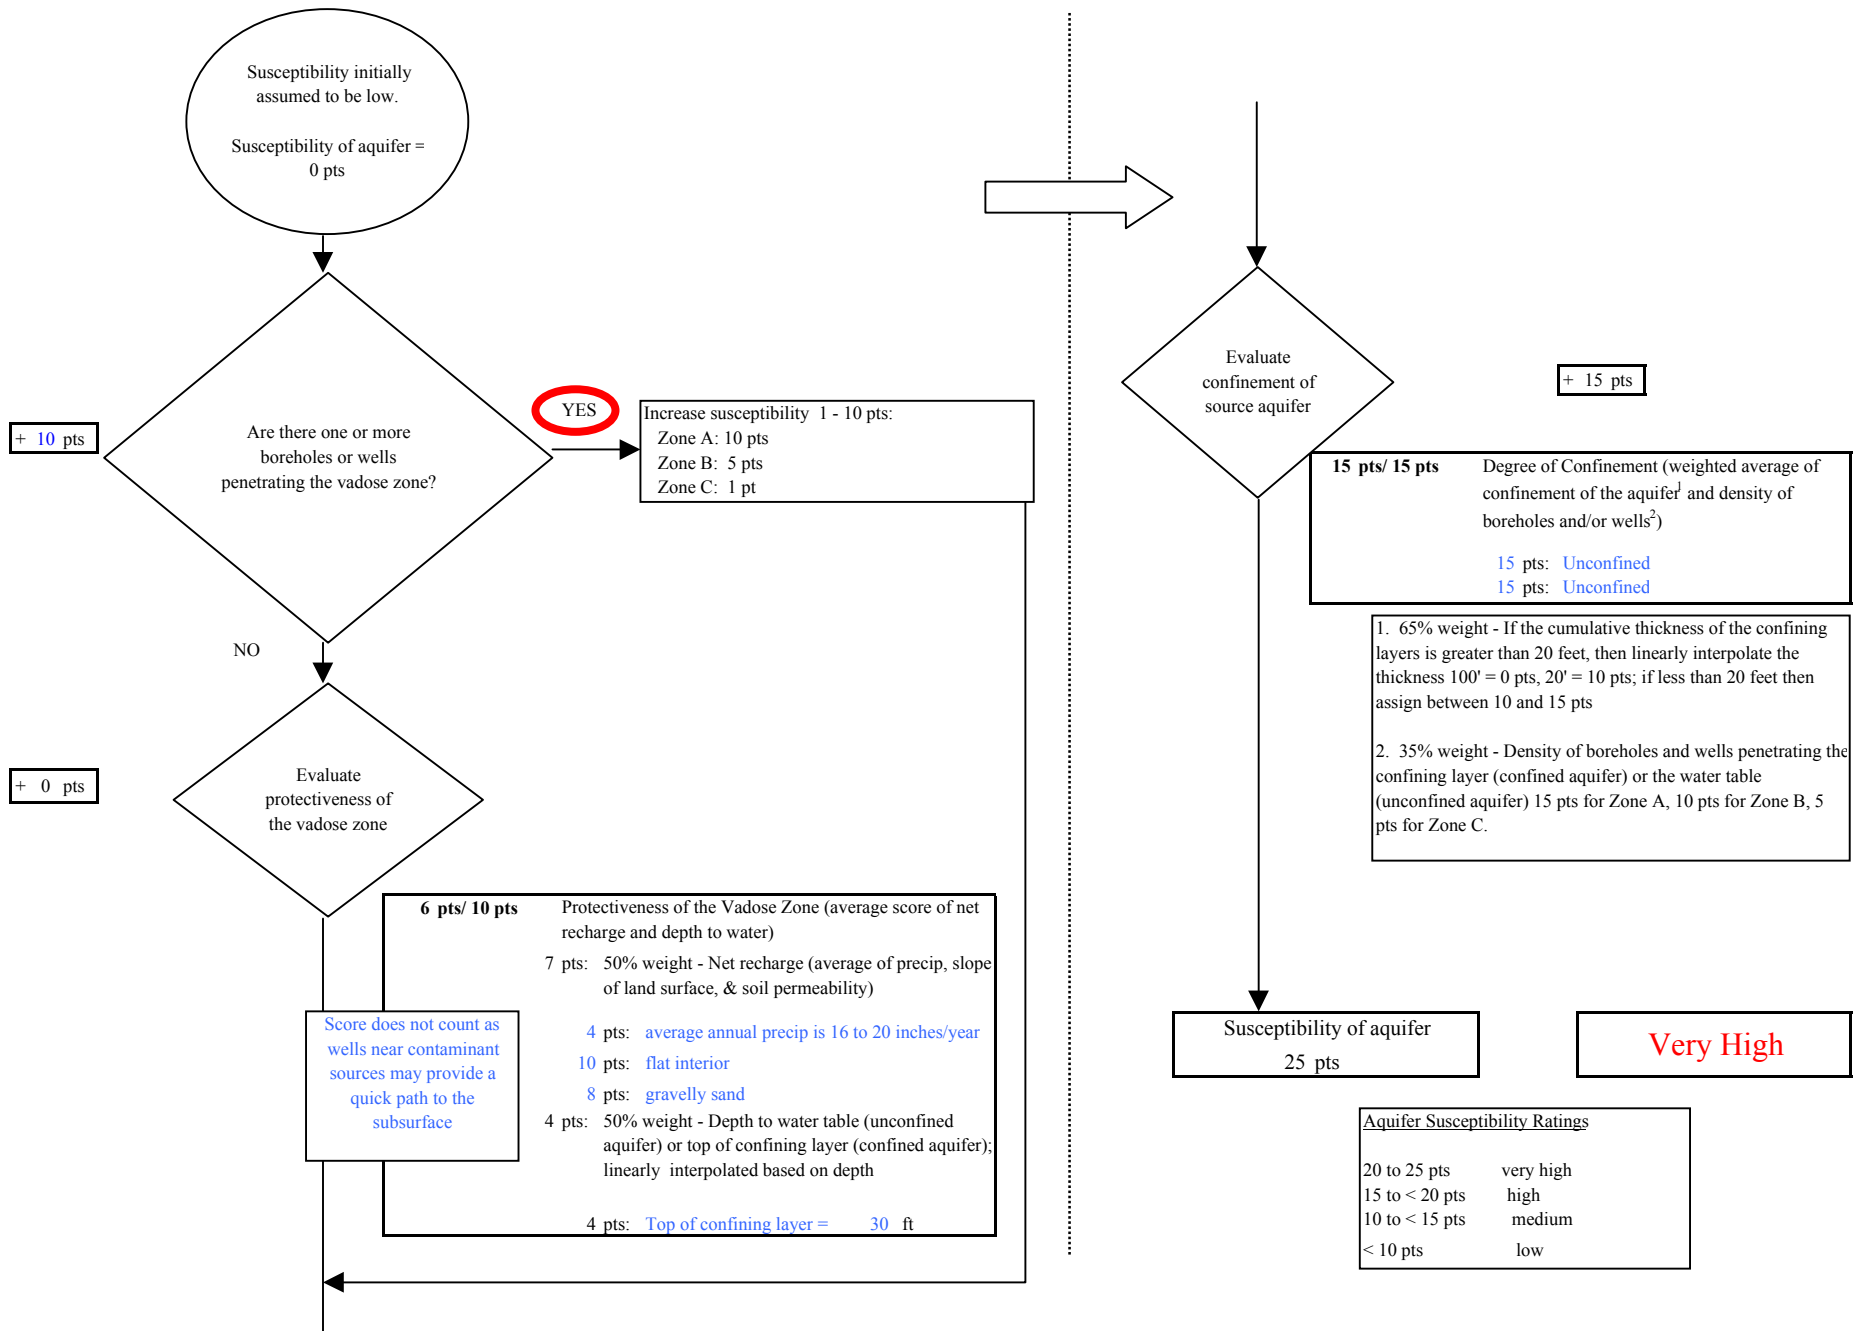 Susceptibility initially
assumed to be low.
Susceptibility of aquifer =
0 pts
+ 10 pts
Are there one or more
boreholes or wells
penetrating the vadose zone?
YES
Increase susceptibility 1 - 10 pts:
Zone A: 10 pts
Zone B: 5 pts
Zone C: 1 pt
NO
+ 0 pts
Evaluate
protectiveness of
the vadose zone
6 pts/ 10 pts Protectiveness of the Vadose Zone (average score of net
recharge and depth to water)
7 pts: 50% weight - Net recharge (average of precip, slope
of land surface, & soil permeability)
4 pts: average annual precip is 16 to 20 inches/year
10 pts: flat interior
8 pts: gravelly sand
4 pts: 50% weight - Depth to water table (unconfined
aquifer) or top of confining layer (confined aquifer);
linearly interpolated based on depth
4 pts: Top of confining layer = 30 ft
Score does not count as
wells near contaminant
sources may provide a
quick path to the
subsurface
Evaluate
confinement of
source aquifer
+ 15 pts
15 pts/ 15 pts Degree of Confinement (weighted average of
confinement of the aquifer1 and density of
boreholes and/or wells2)
15 pts: Unconfined
15 pts: Unconfined
1. 65% weight - If the cumulative thickness of the confining
layers is greater than 20 feet, then linearly interpolate the
thickness 100' = 0 pts, 20' = 10 pts; if less than 20 feet then
assign between 10 and 15 pts
2. 35% weight - Density of boreholes and wells penetrating the
confining layer (confined aquifer) or the water table
(unconfined aquifer) 15 pts for Zone A, 10 pts for Zone B, 5
pts for Zone C.
Susceptibility of aquifer
25 pts
Very High
Aquifer Susceptibility Ratings
20 to 25 pts very high
15 to < 20 pts high
10 to < 15 pts medium
< 10 pts low